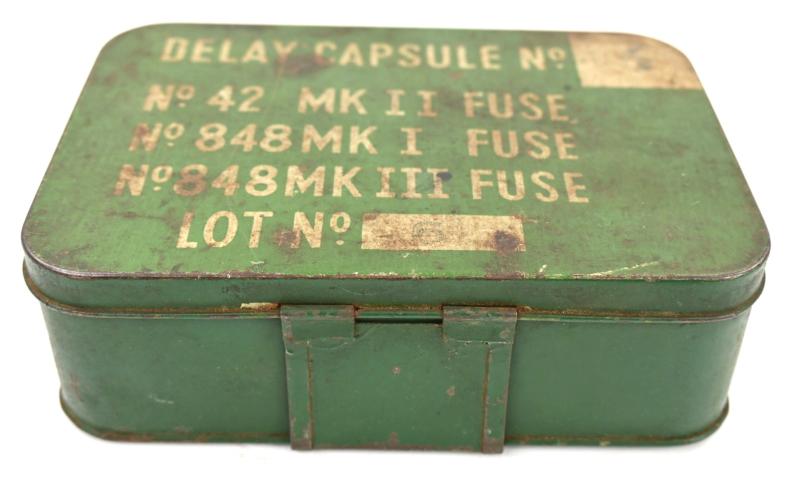 DELAY CAPSULE Nº
Nº 42 MK II FUSE
Nº 848 MK I FUSE
Nº 848 MK III FUSE
LOT Nº